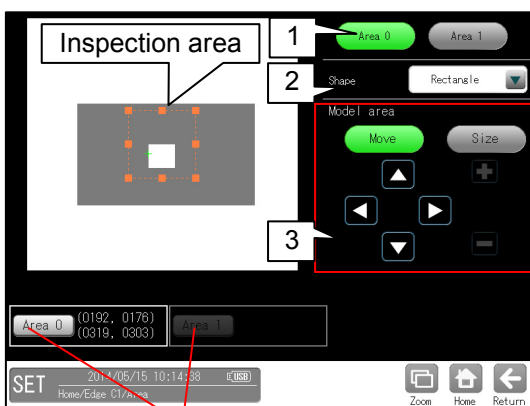 Inspection area
1
Area 0
Area 1
2
Shape
Rectangle
Model area
Move
Size
3
Area 0
(0192, 0176)
(0319, 0303)
Area 1
SET
2014/05/15 10:14:38
USB
Home/Edge C1/Area
Zoom
Home
Return